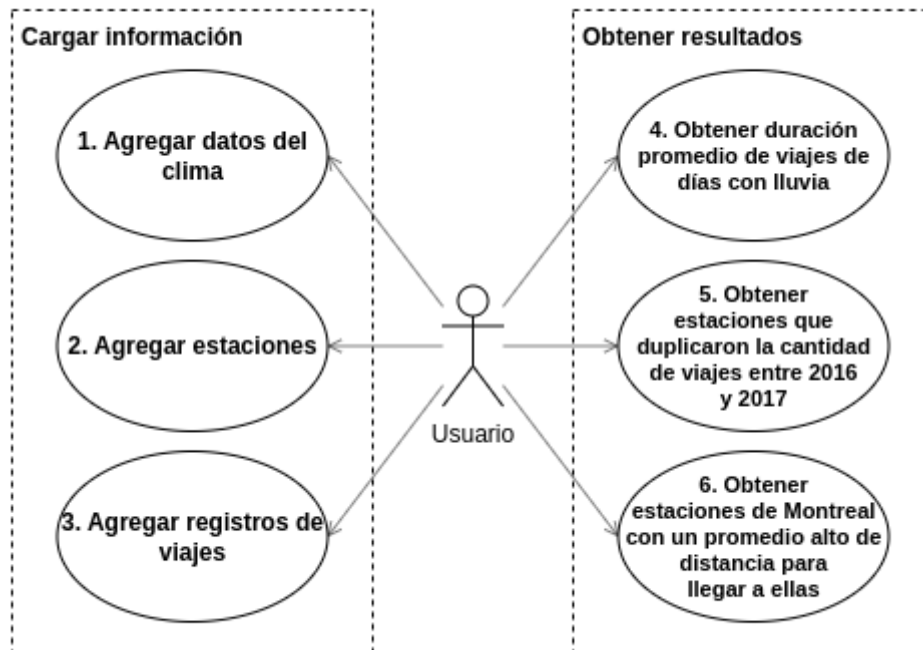 Cargar información
1. Agregar datos del
clima
2. Agregar estaciones
3. Agregar registros de
viajes
Usuario
Obtener resultados
4. Obtener duración
promedio de viajes de
días con lluvia
5. Obtener
estaciones que
duplicaron la cantidad
de viajes entre 2016
y 2017
6. Obtener
estaciones de Montreal
con un promedio alto de
distancia para
llegar a ellas